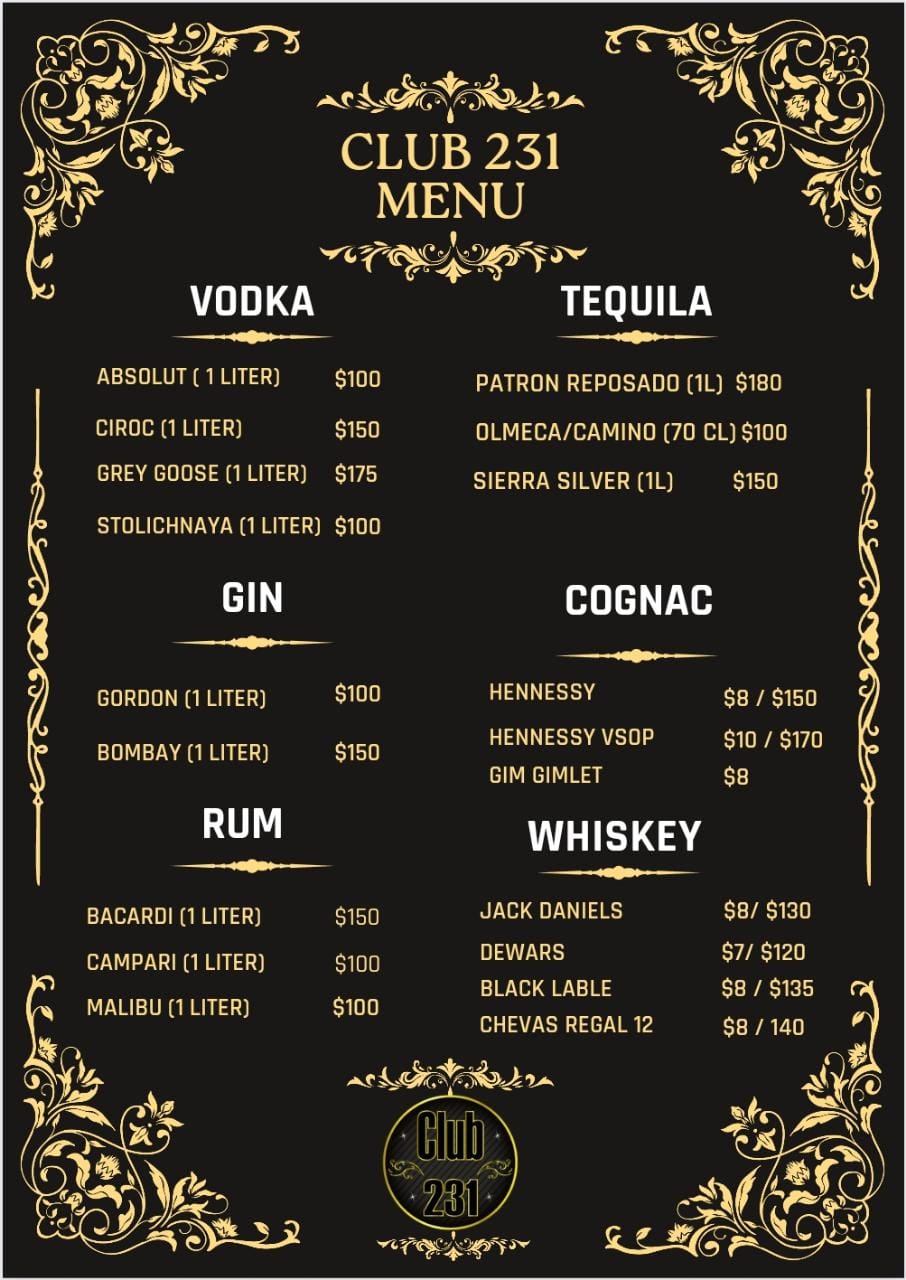 CLUB 231
MENU
VODKA
ABSOLUT ( 1 LITER) $100
CIROC (1 LITER) $150
GREY GOOSE (1 LITER) $175
STOLICHNAYA (1 LITER) $100
TEQUILA
PATRON REPOSADO (1L) $180
OLMECA/CAMINO (70 CL) $100
SIERRA SILVER (1L) $150
GIN
GORDON (1 LITER) $100
BOMBAY (1 LITER) $150
COGNAC
HENNESSY $8 / $150
HENNESSY VSOP $10 / $170
GIM GIMLET $8
RUM
BACARDI (1 LITER) $150
CAMPARI (1 LITER) $100
MALIBU (1 LITER) $100
WHISKEY
JACK DANIELS $8/ $130
DEWARS $7/ $120
BLACK LABLE $8 / $135
CHEVAS REGAL 12 $8 / 140
Club
231